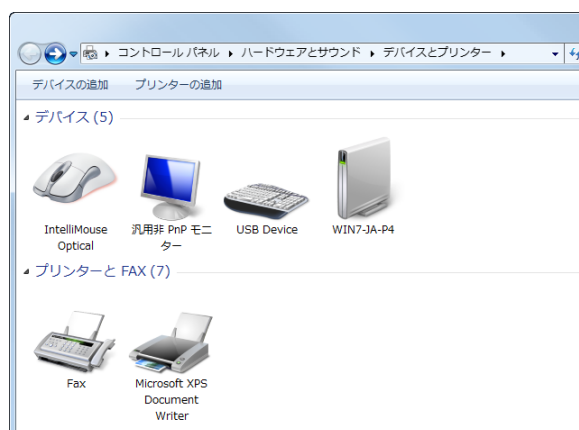 コントロール パネル ▸ ハードウェアとサウンド ▸ デバイスとプリンター ▸
デバイスの追加 プリンターの追加
デバイス (5)
IntelliMouse
Optical
汎用非 PnP モニ
ター
USB Device
WIN7-JA-P4
プリンターと FAX (7)
Fax
Microsoft XPS
Document
Writer